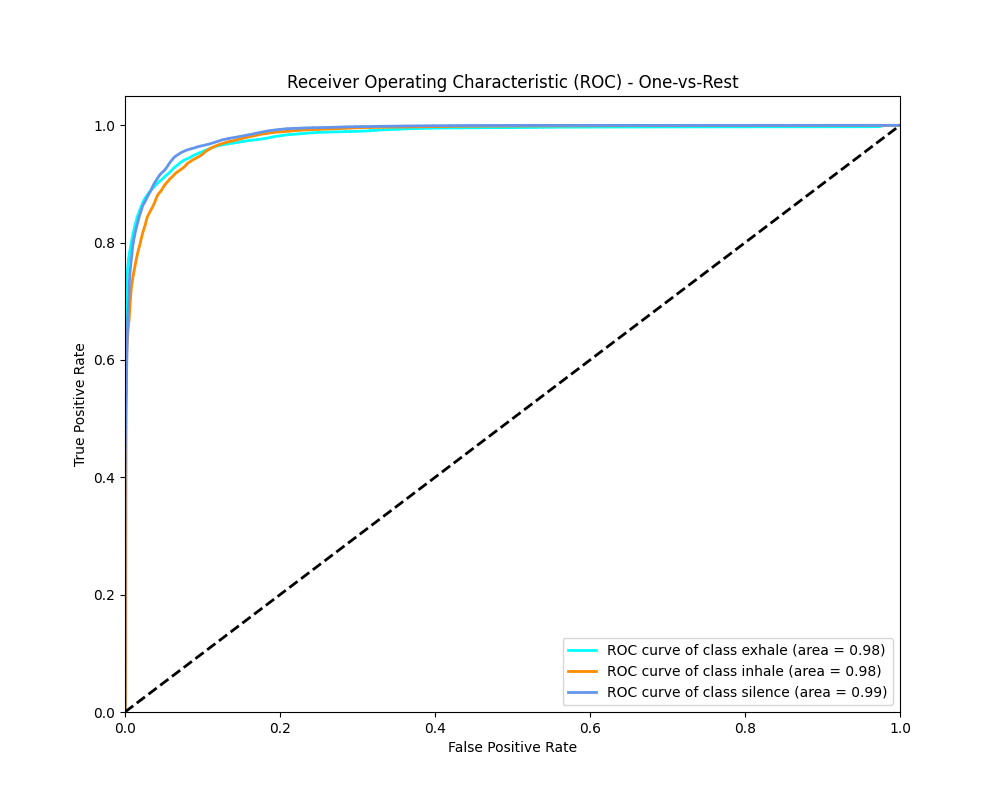 Receiver Operating Characteristic (ROC) - One-vs-Rest
1.0
0.8
0.6
0.4
0.2
0.0
True Positive Rate
ROC curve of class exhale (area = 0.98)
ROC curve of class inhale (area = 0.98)
ROC curve of class silence (area = 0.99)
0.0 0.2 0.4 0.6 0.8 1.0
False Positive Rate